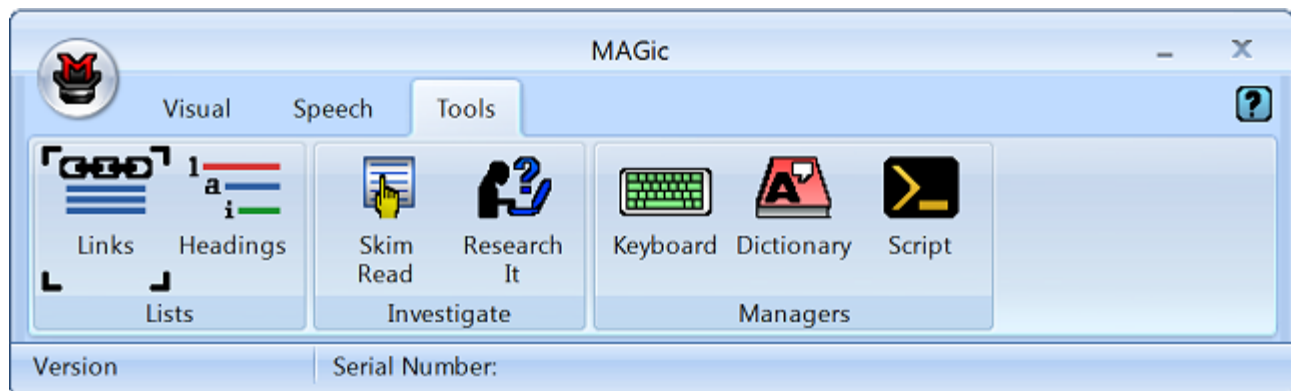 MAGic
Visual Speech Tools
Links Headings Skim Read Research It Keyboard Dictionary Script
Lists Investigate Managers
Version Serial Number: